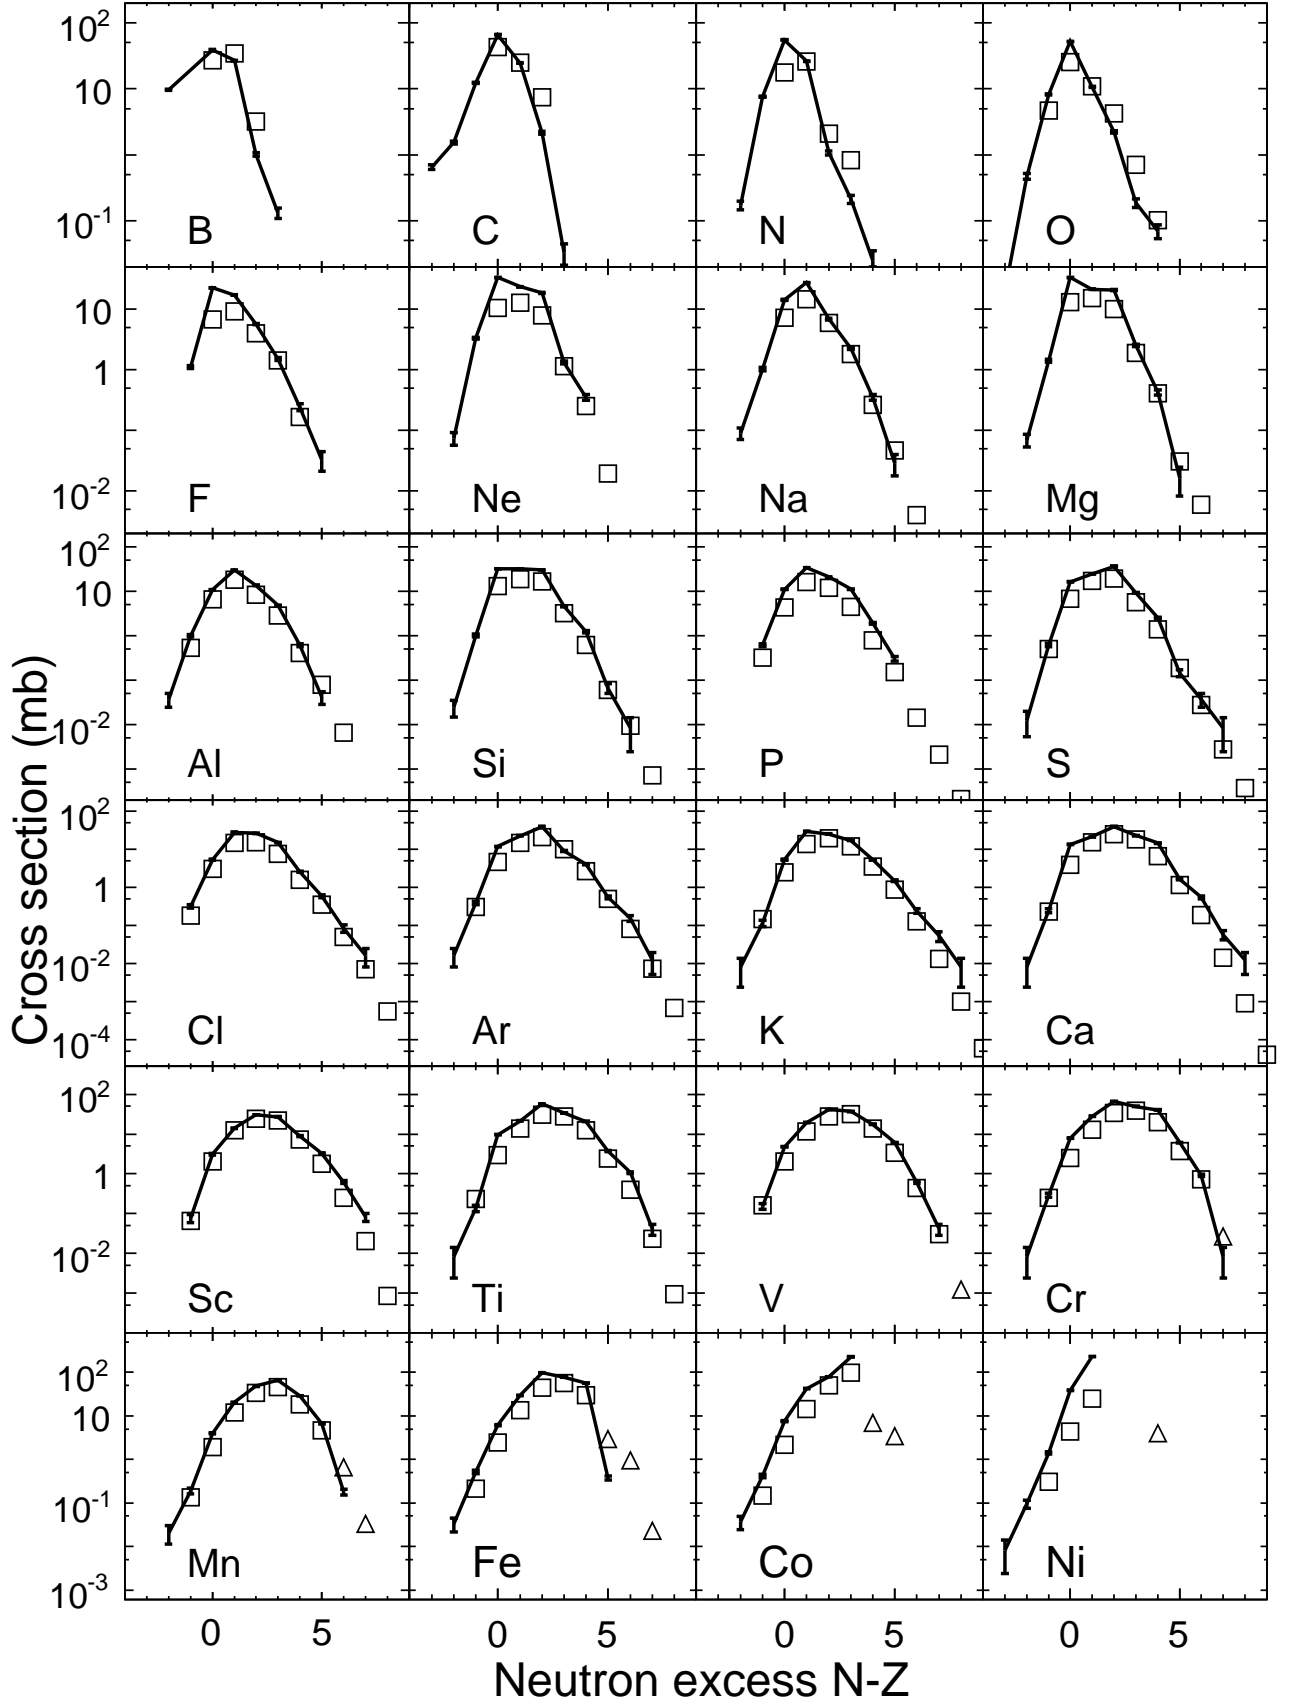 10²
10
10⁻¹
B
C
N
O
10
1
10⁻²
F
Ne
Na
Mg
10²
10
10⁻²
Al
Si
P
S
Cross section (mb)
10²
1
10⁻²
10⁻⁴
Cl
Ar
K
Ca
10²
1
10⁻²
Sc
Ti
V
Cr
10²
10
10⁻¹
10⁻³
Mn
Fe
Co
Ni
0 5 0 5 0 5 0 5
Neutron excess N-Z